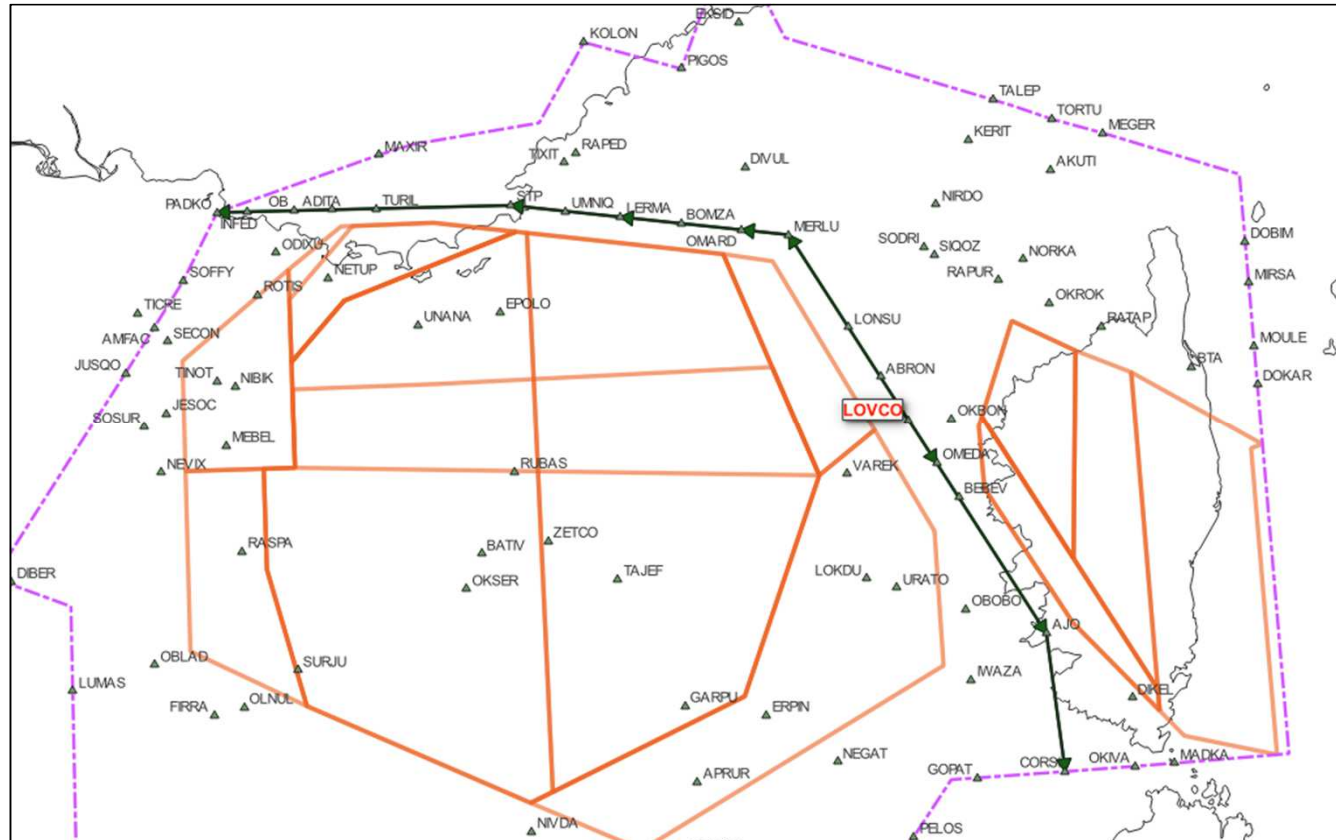 EKSID
KOLON
PIGOS
TALEP
TORTU
MEGER
KERIT
MAXIR
RAPED
TIXIT
DIVUL
AKUTI
NIRDO
PADKO
INFED
OB
ADITA
TURIL
STP
UMNIQ
LERMA
BOMZA
OMARD
MERLU
DOBIM
SODRI
SIQOZ
NORKA
ODIXU
SOFFY
NETUP
RAPUR
MIRSA
ROTIS
OKROK
TICRE
EPOLO
UNANA
LONSU
RATAP
AMFAC
SECON
MOULE
JUSQO
BTA
TINOT
NIBIK
ABRON
DOKAR
LOVCO
JESOC
SOSUR
OKBON
MEBEL
OMEDA
NEVIX
RUBAS
VAREK
BEBEV
ZETCO
RASPA
BATIV
DIBER
OKSER
TAJEF
LOKDU
URATO
OBOBO
AJO
OBLAD
SURJU
LUMAS
IWAZA
DIKEL
FIRRA
OLNUL
GARPU
ERPIN
NEGAT
CORSI
OKIVA
MADKA
GOPAT
APRUR
NIVDA
PELOS